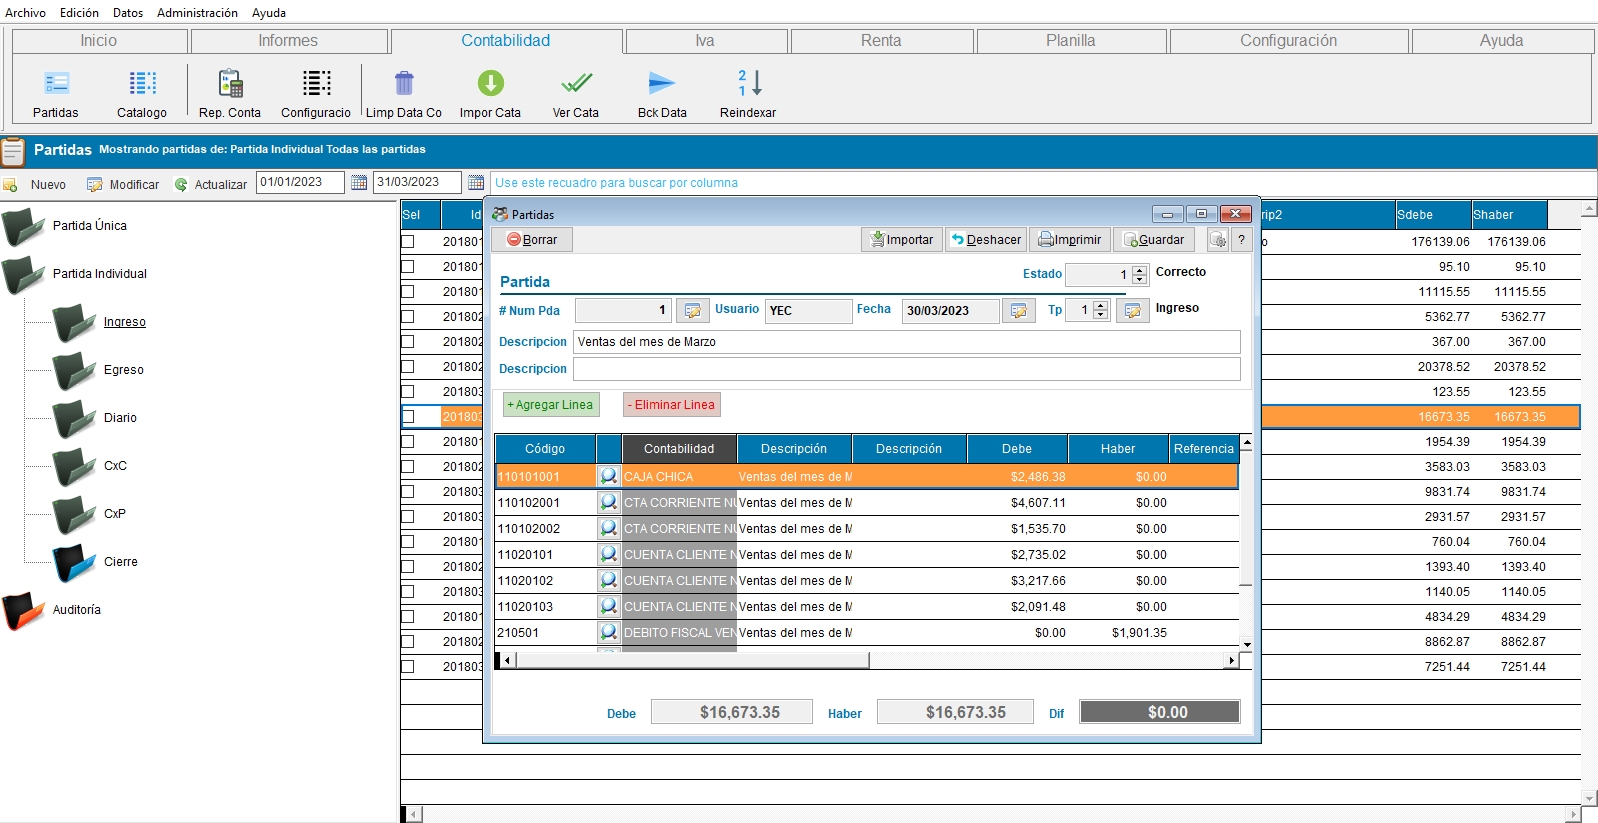 Archivo Edición Datos Administración Ayuda
Inicio Informes Contabilidad Iva Renta Planilla Configuración Ayuda
Partidas Catalogo Rep. Conta Configuracio Limp Data Co Impor Cata Ver Cata Bck Data Reindexar
Partidas Mostrando partidas de: Partida Individual Todas las partidas
Nuevo Modificar Actualizar 01/01/2023 31/03/2023 Use este recuadro para buscar por columna
Partida Única
Partida Individual
Ingreso
Egreso
Diario
CxC
CxP
Cierre
Auditoría
Sel Id rip2 Sdebe Shaber
201801 o 176139.06 176139.06
201802 95.10 95.10
201801 11115.55 11115.55
201802 5362.77 5362.77
201802 367.00 367.00
201802 20378.52 20378.52
201803 123.55 123.55
201803 16673.35 16673.35
201801 1954.39 1954.39
201802 3583.03 3583.03
201803 9831.74 9831.74
201803 2931.57 2931.57
201801 760.04 760.04
201802 1393.40 1393.40
201803 1140.05 1140.05
201801 4834.29 4834.29
201802 8862.87 8862.87
201803 7251.44 7251.44
Partidas
Borrar Importar Deshacer Imprimir Guardar ?
Partida Estado 1 Correcto
# Num Pda 1 Usuario YEC Fecha 30/03/2023 Tp 1 Ingreso
Descripcion Ventas del mes de Marzo
Descripcion
+ Agregar Linea - Eliminar Linea
Código Contabilidad Descripción Descripción Debe Haber Referencia
110101001 CAJA CHICA Ventas del mes de M $2,486.38 $0.00
110102001 CTA CORRIENTE NU Ventas del mes de M $4,607.11 $0.00
110102002 CTA CORRIENTE NU Ventas del mes de M $1,535.70 $0.00
11020101 CUENTA CLIENTE N Ventas del mes de M $2,735.02 $0.00
11020102 CUENTA CLIENTE N Ventas del mes de M $3,217.66 $0.00
11020103 CUENTA CLIENTE N Ventas del mes de M $2,091.48 $0.00
210501 DEBITO FISCAL VEN Ventas del mes de M $0.00 $1,901.35
Debe $16,673.35 Haber $16,673.35 Dif $0.00